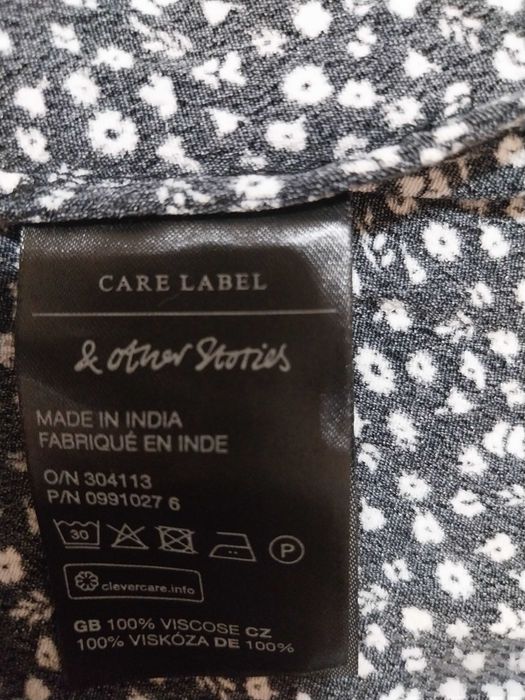 CARE LABEL
& other Stories
MADE IN INDIA
FABRIQUÉ EN INDE
O/N 304113
P/N 0991027 6
30 P
clevercare.info
GB 100% VISCOSE CZ
100% VISKÓZA DE 100%